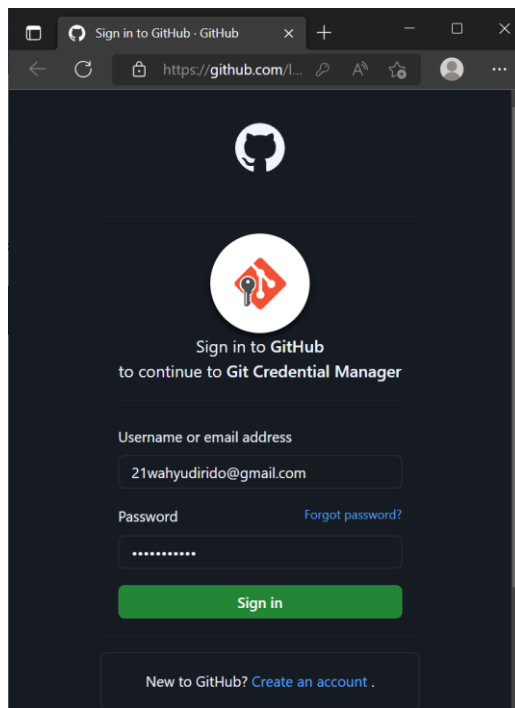 Sign in to GitHub · GitHub
https://github.com/l...
Sign in to GitHub
to continue to Git Credential Manager
Username or email address
21wahyudirido@gmail.com
Password Forgot password?
•••••••••••
Sign in
New to GitHub? Create an account .